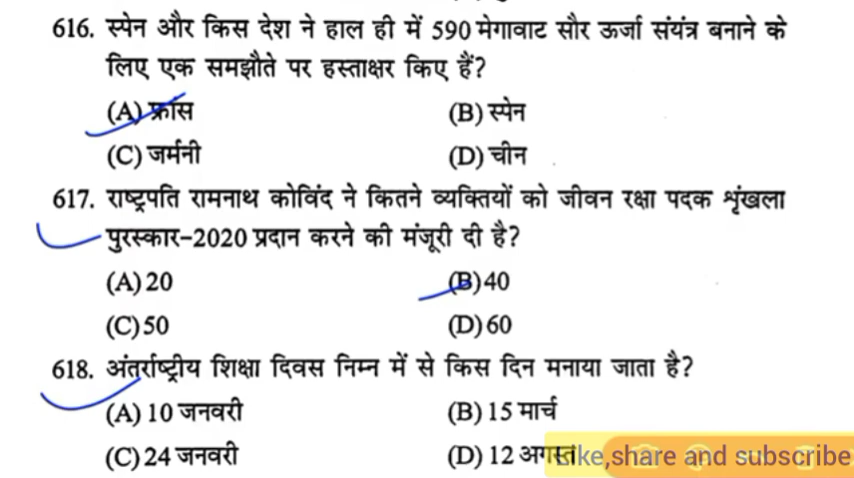 616. स्पेन और किस देश ने हाल ही में 590 मेगावाट सौर ऊर्जा संयंत्र बनाने के
लिए एक समझौते पर हस्ताक्षर किए हैं?
(A) फ्रांस (B) स्पेन
(C) जर्मनी (D) चीन
617. राष्ट्रपति रामनाथ कोविंद ने कितने व्यक्तियों को जीवन रक्षा पदक शृंखला
पुरस्कार-2020 प्रदान करने की मंजूरी दी है?
(A) 20 (B) 40
(C) 50 (D) 60
618. अंतर्राष्ट्रीय शिक्षा दिवस निम्न में से किस दिन मनाया जाता है?
(A) 10 जनवरी (B) 15 मार्च
(C) 24 जनवरी (D) 12 अगस्त
Like,share and subscribe